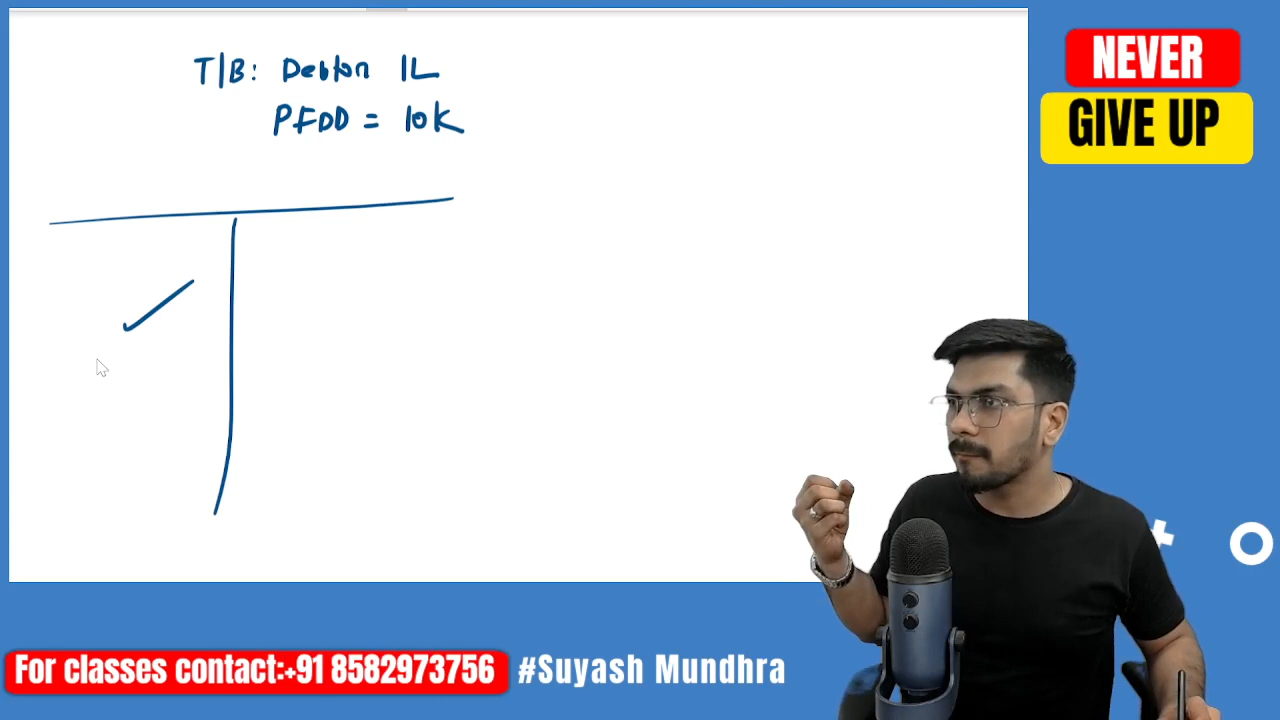 T|B: Debtors 1L
PFDD = 10K
NEVER
GIVE UP
For classes contact:+91 8582973756 #Suyash Mundhra